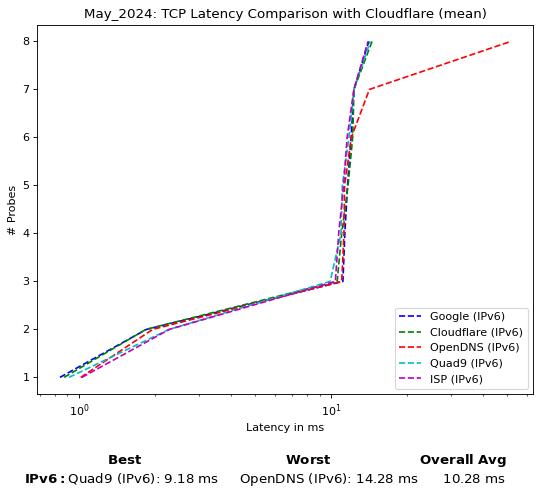 May_2024: TCP Latency Comparison with Cloudflare (mean)
8
7
6
5
4
3
2
1
# Probes
10^0 10^1
Latency in ms
Google (IPv6)
Cloudflare (IPv6)
OpenDNS (IPv6)
Quad9 (IPv6)
ISP (IPv6)
Best Worst Overall Avg
IPv6: Quad9 (IPv6): 9.18 ms OpenDNS (IPv6): 14.28 ms 10.28 ms